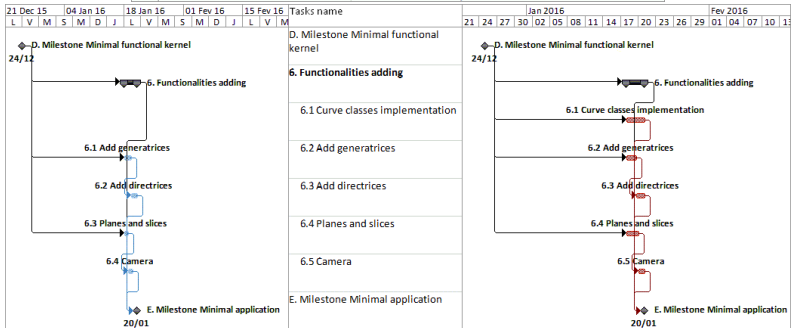 21 Dec 15 04 Jan 16 18 Jan 16 01 Fev 16 15 Fev 16
L V M S M D J L V M S M D J L V M
D. Milestone Minimal functional kernel
24/12
6. Functionalities adding
6.1 Add generatrices
6.2 Add directrices
6.3 Planes and slices
6.4 Camera
E. Milestone Minimal application
20/01
Tasks name
D. Milestone Minimal functional
kernel
6. Functionalities adding
6.1 Curve classes implementation
6.2 Add generatrices
6.3 Add directrices
6.4 Planes and slices
6.5 Camera
E. Milestone Minimal application
Jan 2016 Fev 2016
21 24 27 30 02 05 08 11 14 17 20 23 26 29 01 04 07 10 13
D. Milestone Minimal functional kernel
24/12
6. Functionalities adding
6.1 Curve classes implementation
6.2 Add generatrices
6.3 Add directrices
6.4 Planes and slices
6.5 Camera
E. Milestone Minimal application
20/01